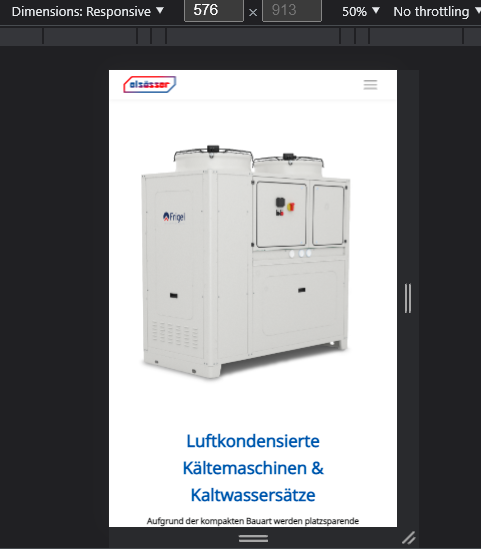 Dimensions: Responsive
576 × 913
50%
No throttling
elsässer
Frigel
Luftkondensierte
Kältemaschinen &
Kaltwassersätze
Aufgrund der kompakten Bauart werden platzsparende